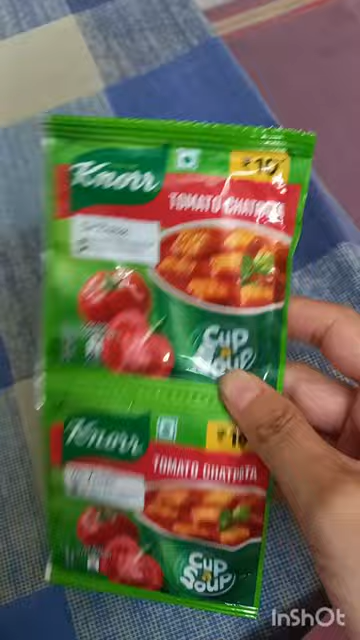 Knorr
₹10
TOMATO CHATPATA
Cup
a
Soup
Knorr
₹10
TOMATO CHATPATA
Cup
a
Soup
InShOt